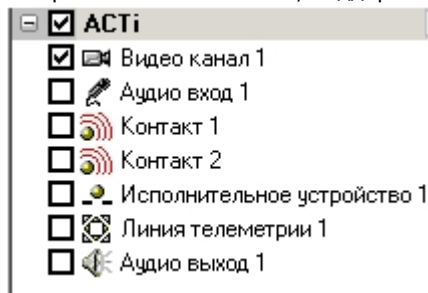 ACTi
Видео канал 1
Аудио вход 1
Контакт 1
Контакт 2
Исполнительное устройство 1
Линия телеметрии 1
Аудио выход 1